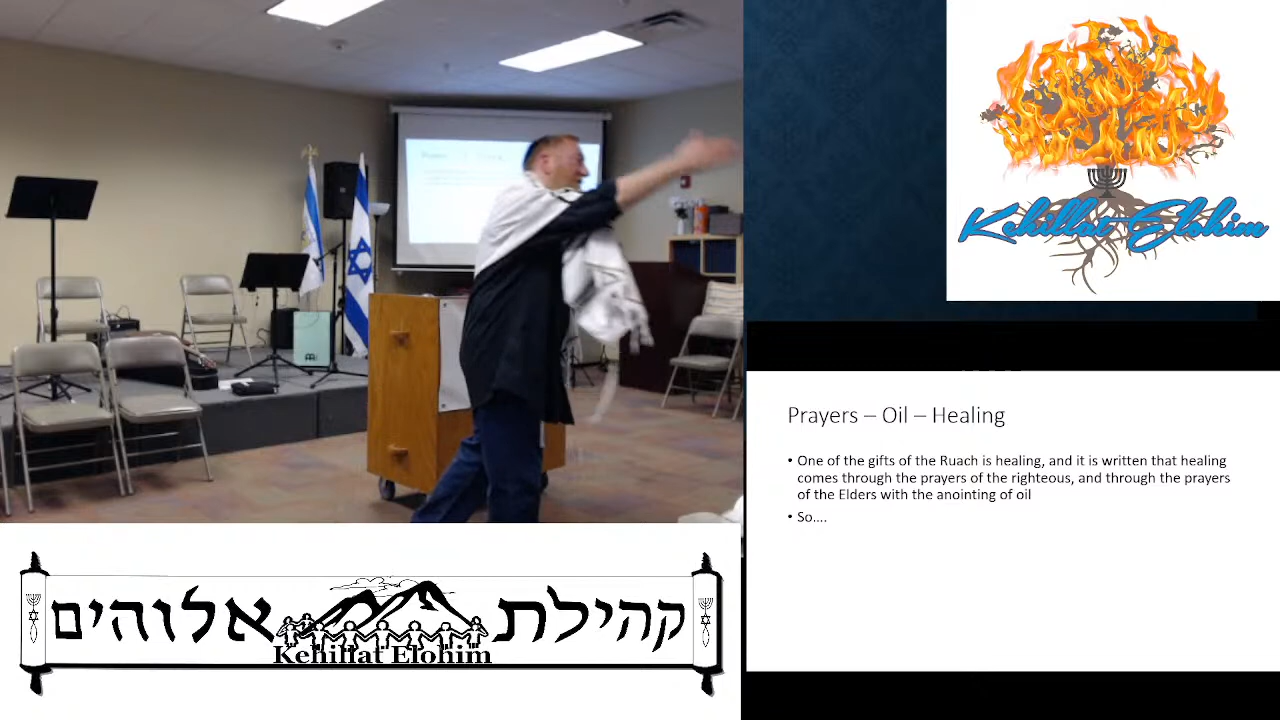 Kehillat Elohim
Prayers – Oil – Healing
• One of the gifts of the Ruach is healing, and it is written that healing
comes through the prayers of the righteous, and through the prayers
of the Elders with the anointing of oil
• So....
קהילת אלוהים
Kehillat Elohim